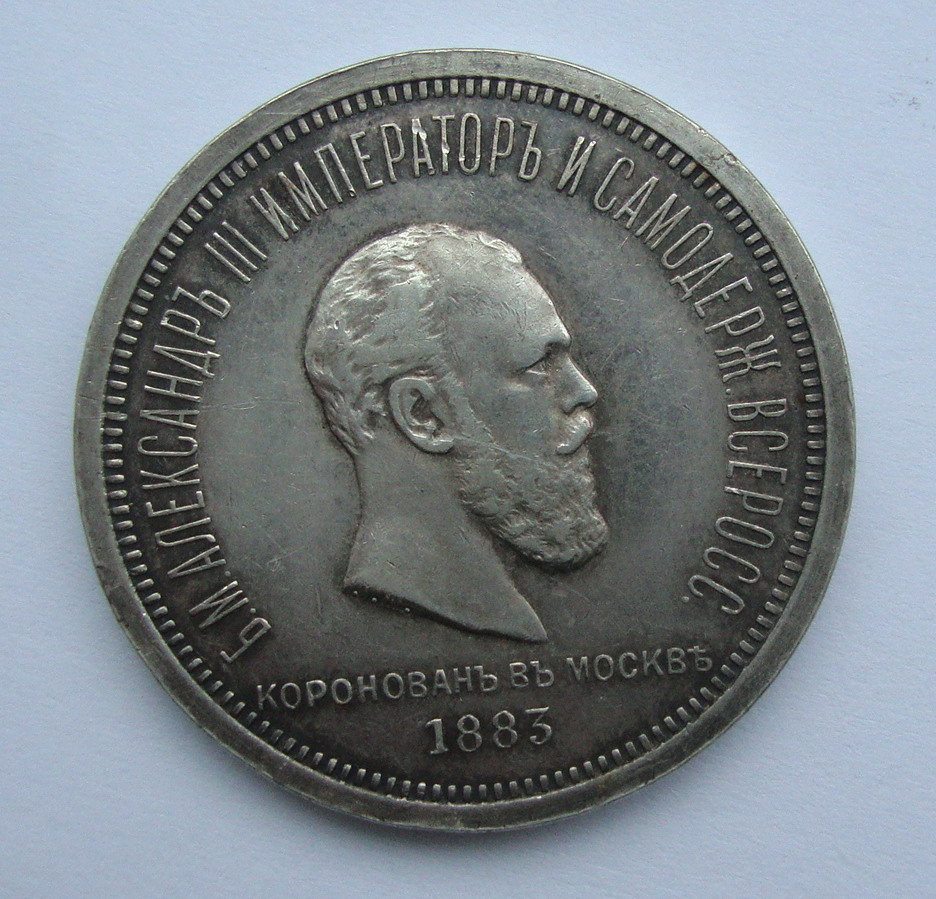 Б. М. АЛЕКСАНДРЪ III ИМПЕРАТОРЪ И САМОДЕРЖ. ВСЕРОСС.
КОРОНОВАНЪ ВЪ МОСКВѢ
1883